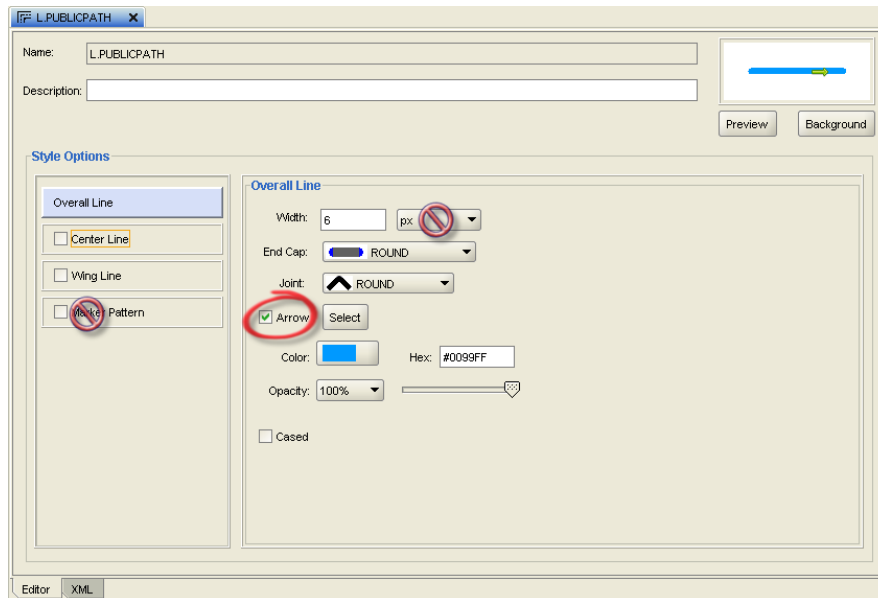 L.PUBLICPATH
Name: L.PUBLICPATH
Description:
Preview Background
Style Options
Overall Line
Center Line
Wing Line
Marker Pattern
Overall Line
Width: 6 px
End Cap: ROUND
Joint: ROUND
Arrow Select
Color: Hex: #0099FF
Opacity: 100%
Cased
Editor XML